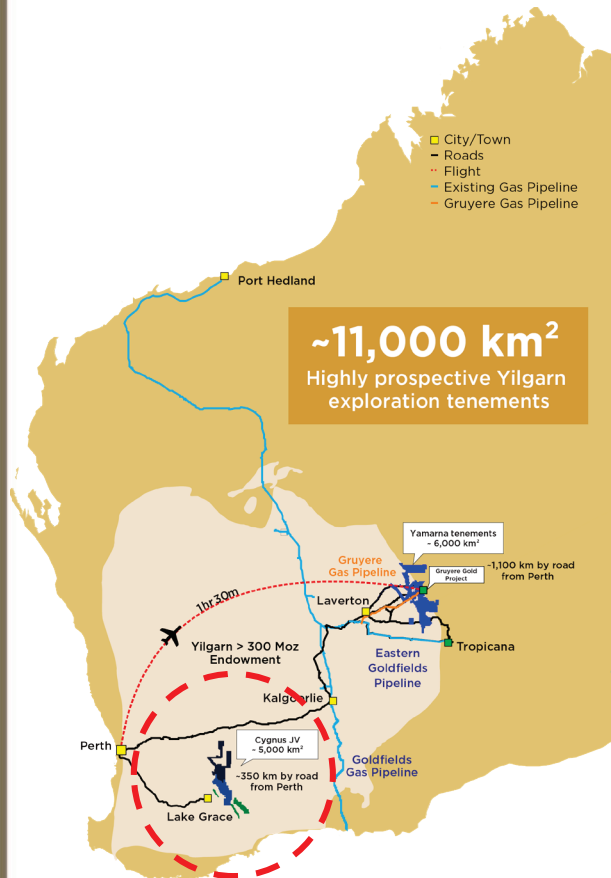 City/Town
Roads
Flight
Existing Gas Pipeline
Gruyere Gas Pipeline
Port Hedland
~11,000 km²
Highly prospective Yilgarn
exploration tenements
Yamarna tenements
~ 6,000 km²
Gruyere
Gas Pipeline
Gruyere Gold
Project
~1,100 km by road
from Perth
1hr 30m
Laverton
Yilgarn > 300 Moz
Endowment
Tropicana
Eastern
Goldfields
Pipeline
Kalgoorlie
Perth
Cygnus JV
~ 5,000 km²
~350 km by road
from Perth
Goldfields
Gas Pipeline
Lake Grace